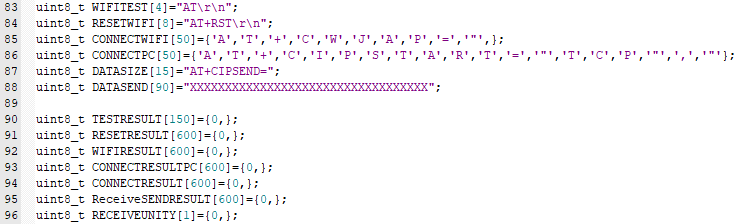 83 uint8_t WIFITEST[4]="AT\r\n";
84 uint8_t RESETWIFI[8]="AT+RST\r\n";
85 uint8_t CONNECTWIFI[50]={'A','T','+','C','W','J','A','P','=','"',};
86 uint8_t CONNECTPC[50]={'A','T','+','C','I','P','S','T','A','R','T','=','"','T','C','P','"',',','"'};
87 uint8_t DATASIZE[15]="AT+CIPSEND=";
88 uint8_t DATASEND[90]="XXXXXXXXXXXXXXXXXXXXXXXXXXXXXXXXXX";
89
90 uint8_t TESTRESULT[150]={0,};
91 uint8_t RESETRESULT[600]={0,};
92 uint8_t WIFIRESULT[600]={0,};
93 uint8_t CONNECTRESULTPC[600]={0,};
94 uint8_t CONNECTRESULT[600]={0,};
95 uint8_t ReceiveSENDRESULT[600]={0,};
96 uint8_t RECEIVEUNITY[1]={0,};